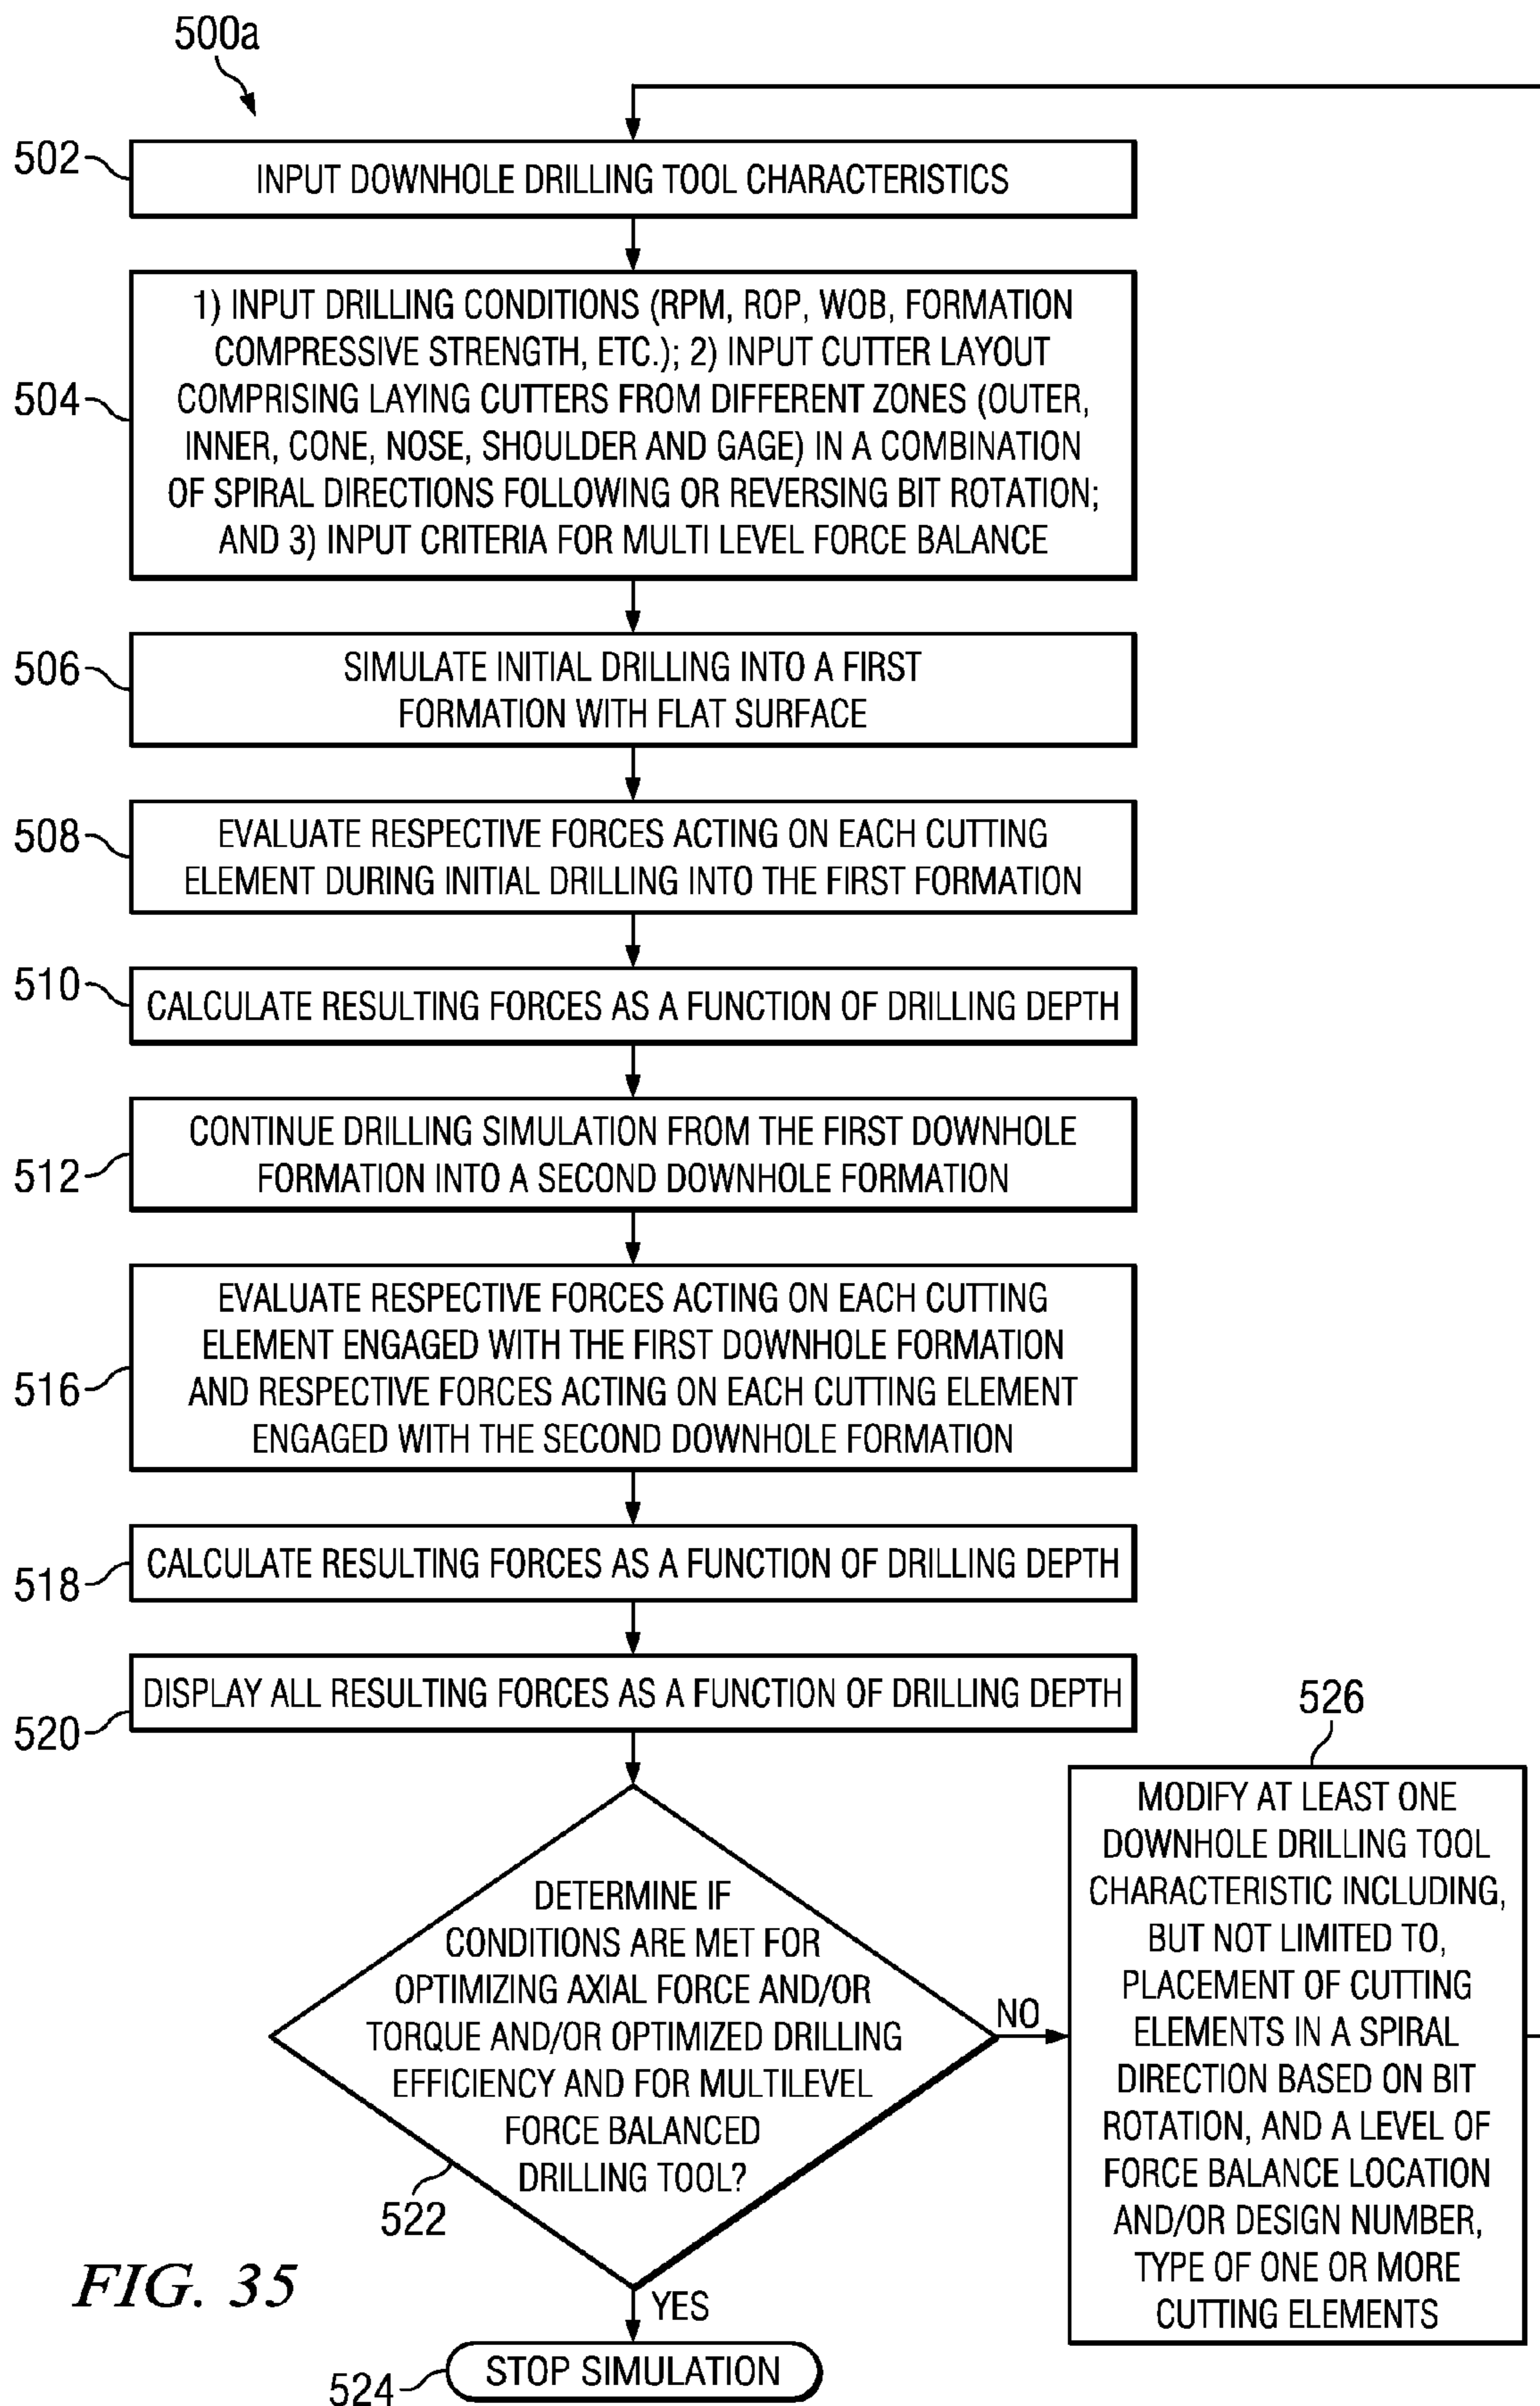 500a
502
INPUT DOWNHOLE DRILLING TOOL CHARACTERISTICS
504
1) INPUT DRILLING CONDITIONS (RPM, ROP, WOB, FORMATION
COMPRESSIVE STRENGTH, ETC.); 2) INPUT CUTTER LAYOUT
COMPRISING LAYING CUTTERS FROM DIFFERENT ZONES (OUTER,
INNER, CONE, NOSE, SHOULDER AND GAGE) IN A COMBINATION
OF SPIRAL DIRECTIONS FOLLOWING OR REVERSING BIT ROTATION;
AND 3) INPUT CRITERIA FOR MULTI LEVEL FORCE BALANCE
506
SIMULATE INITIAL DRILLING INTO A FIRST
FORMATION WITH FLAT SURFACE
508
EVALUATE RESPECTIVE FORCES ACTING ON EACH CUTTING
ELEMENT DURING INITIAL DRILLING INTO THE FIRST FORMATION
510
CALCULATE RESULTING FORCES AS A FUNCTION OF DRILLING DEPTH
512
CONTINUE DRILLING SIMULATION FROM THE FIRST DOWNHOLE
FORMATION INTO A SECOND DOWNHOLE FORMATION
516
EVALUATE RESPECTIVE FORCES ACTING ON EACH CUTTING
ELEMENT ENGAGED WITH THE FIRST DOWNHOLE FORMATION
AND RESPECTIVE FORCES ACTING ON EACH CUTTING ELEMENT
ENGAGED WITH THE SECOND DOWNHOLE FORMATION
518
CALCULATE RESULTING FORCES AS A FUNCTION OF DRILLING DEPTH
520
DISPLAY ALL RESULTING FORCES AS A FUNCTION OF DRILLING DEPTH
522
DETERMINE IF
CONDITIONS ARE MET FOR
OPTIMIZING AXIAL FORCE AND/OR
TORQUE AND/OR OPTIMIZED DRILLING
EFFICIENCY AND FOR MULTILEVEL
FORCE BALANCED
DRILLING TOOL?
NO
526
MODIFY AT LEAST ONE
DOWNHOLE DRILLING TOOL
CHARACTERISTIC INCLUDING,
BUT NOT LIMITED TO,
PLACEMENT OF CUTTING
ELEMENTS IN A SPIRAL
DIRECTION BASED ON BIT
ROTATION, AND A LEVEL OF
FORCE BALANCE LOCATION
AND/OR DESIGN NUMBER,
TYPE OF ONE OR MORE
CUTTING ELEMENTS
YES
524
STOP SIMULATION
FIG. 35